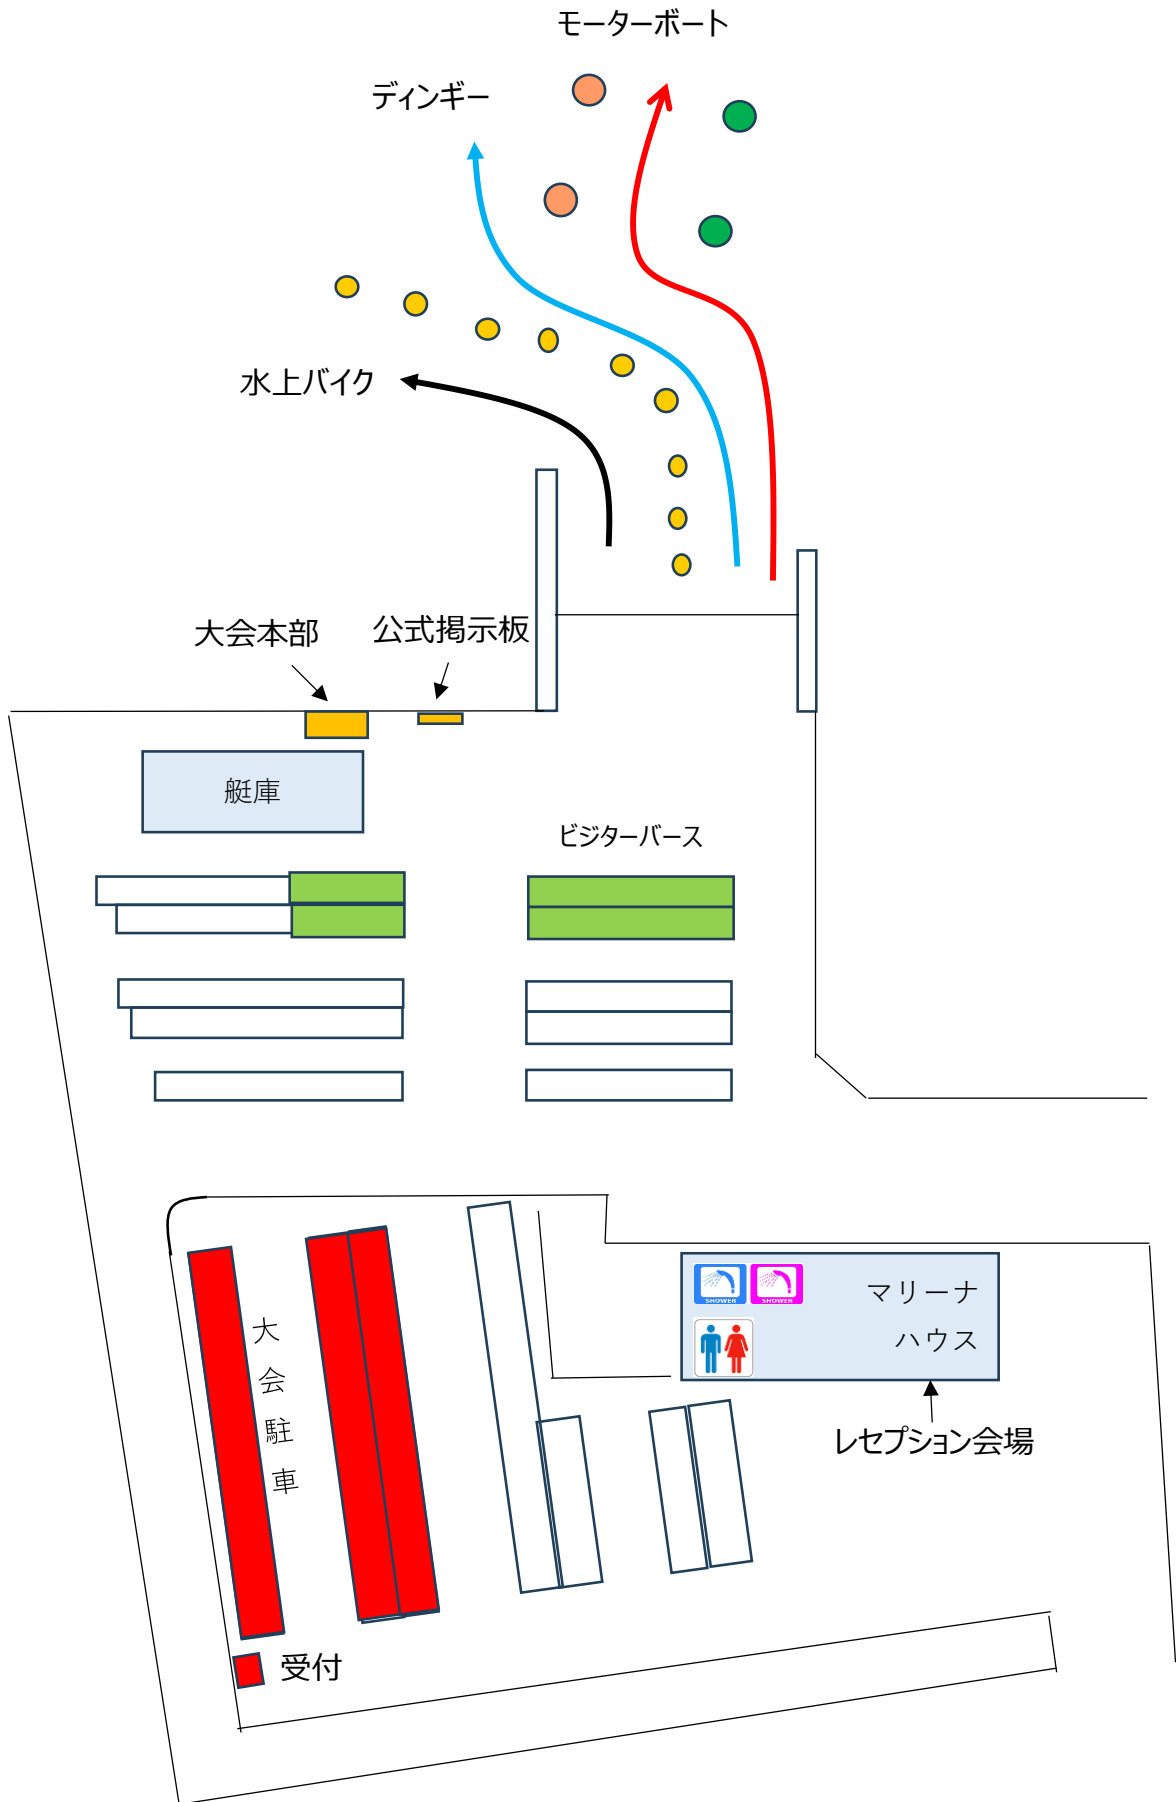 モーターボート
ディンギー
水上バイク
大会本部
公式掲示板
艇庫
ビジターバース
SHOWER
SHOWER
マリーナ
ハウス
大会駐車
レセプション会場
受付